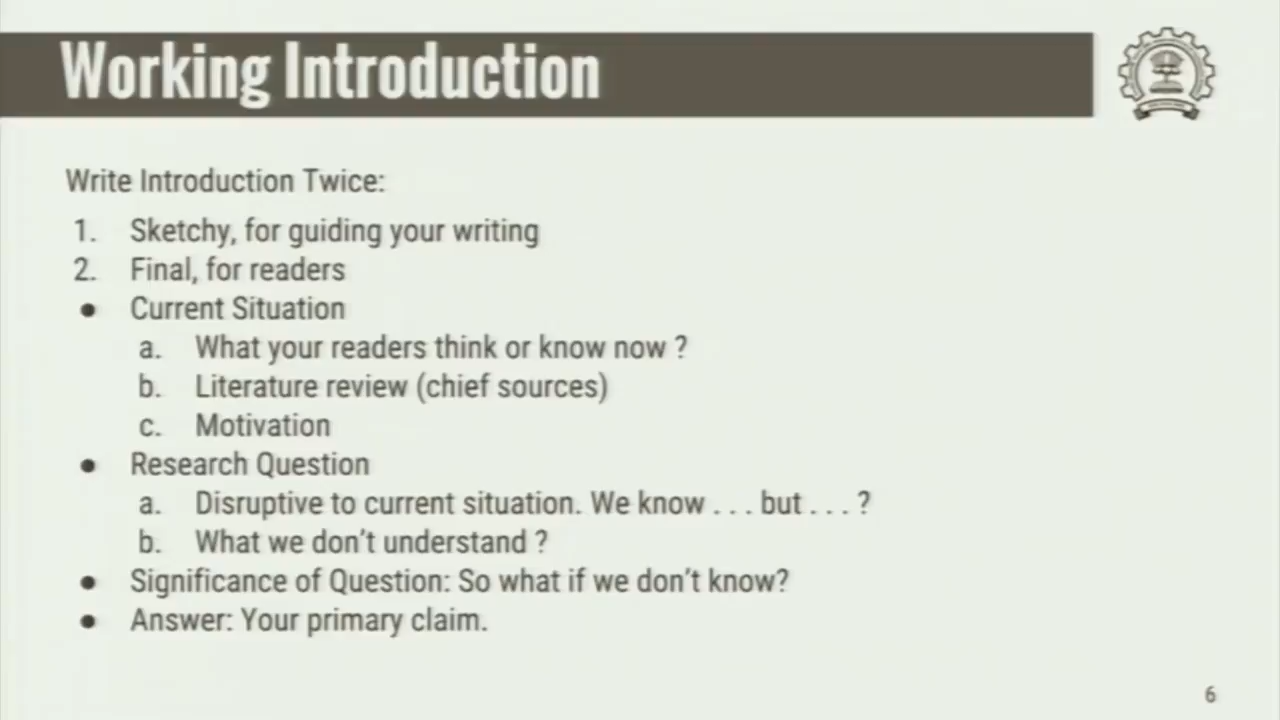 Working Introduction
Write Introduction Twice:
1. Sketchy, for guiding your writing
2. Final, for readers
● Current Situation
a. What your readers think or know now ?
b. Literature review (chief sources)
c. Motivation
● Research Question
a. Disruptive to current situation. We know . . . but . . . ?
b. What we don't understand ?
● Significance of Question: So what if we don't know?
● Answer: Your primary claim.
6